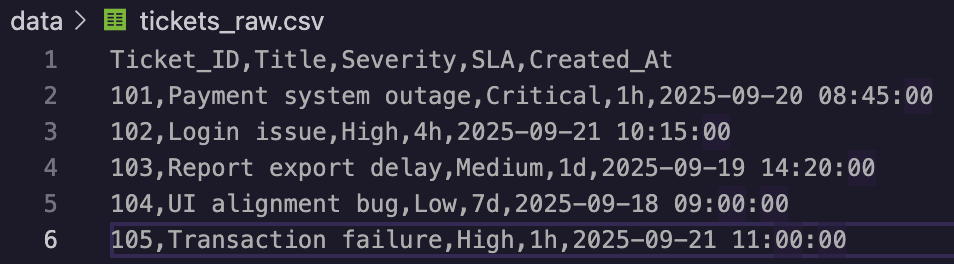 data > tickets_raw.csv
1 Ticket_ID,Title,Severity,SLA,Created_At
2 101,Payment system outage,Critical,1h,2025-09-20 08:45:00
3 102,Login issue,High,4h,2025-09-21 10:15:00
4 103,Report export delay,Medium,1d,2025-09-19 14:20:00
5 104,UI alignment bug,Low,7d,2025-09-18 09:00:00
6 105,Transaction failure,High,1h,2025-09-21 11:00:00